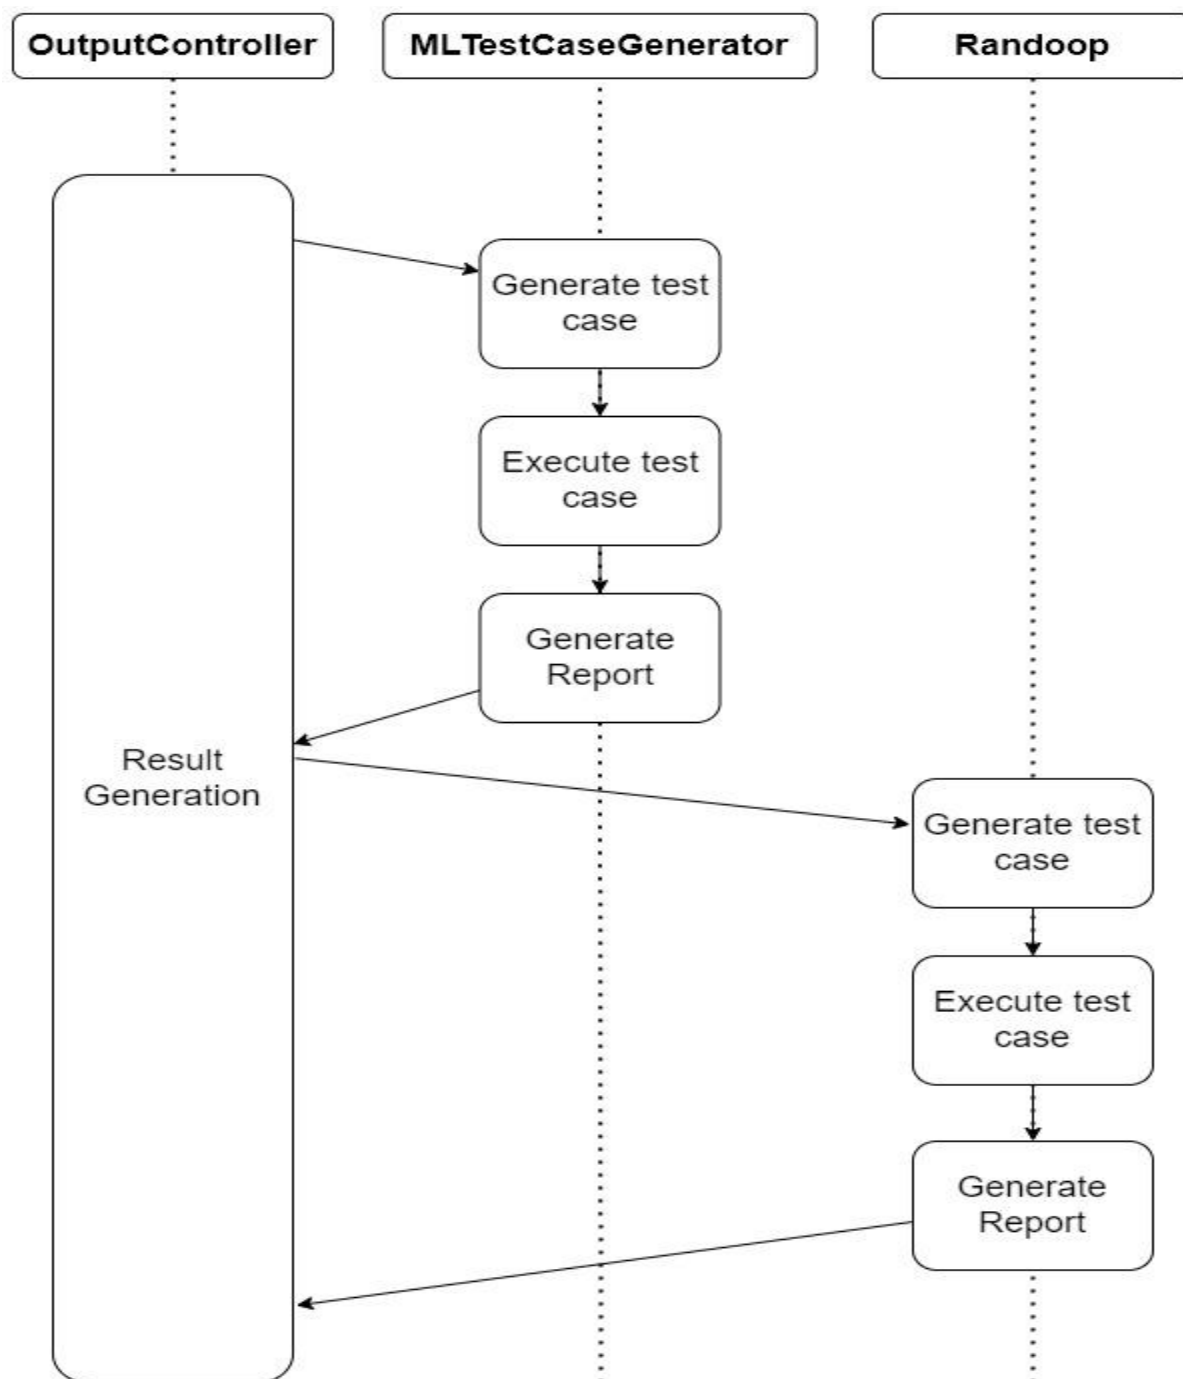 OutputController
MLTestCaseGenerator
Randoop
Generate test
case
Execute test
case
Generate
Report
Result
Generation
Generate test
case
Execute test
case
Generate
Report